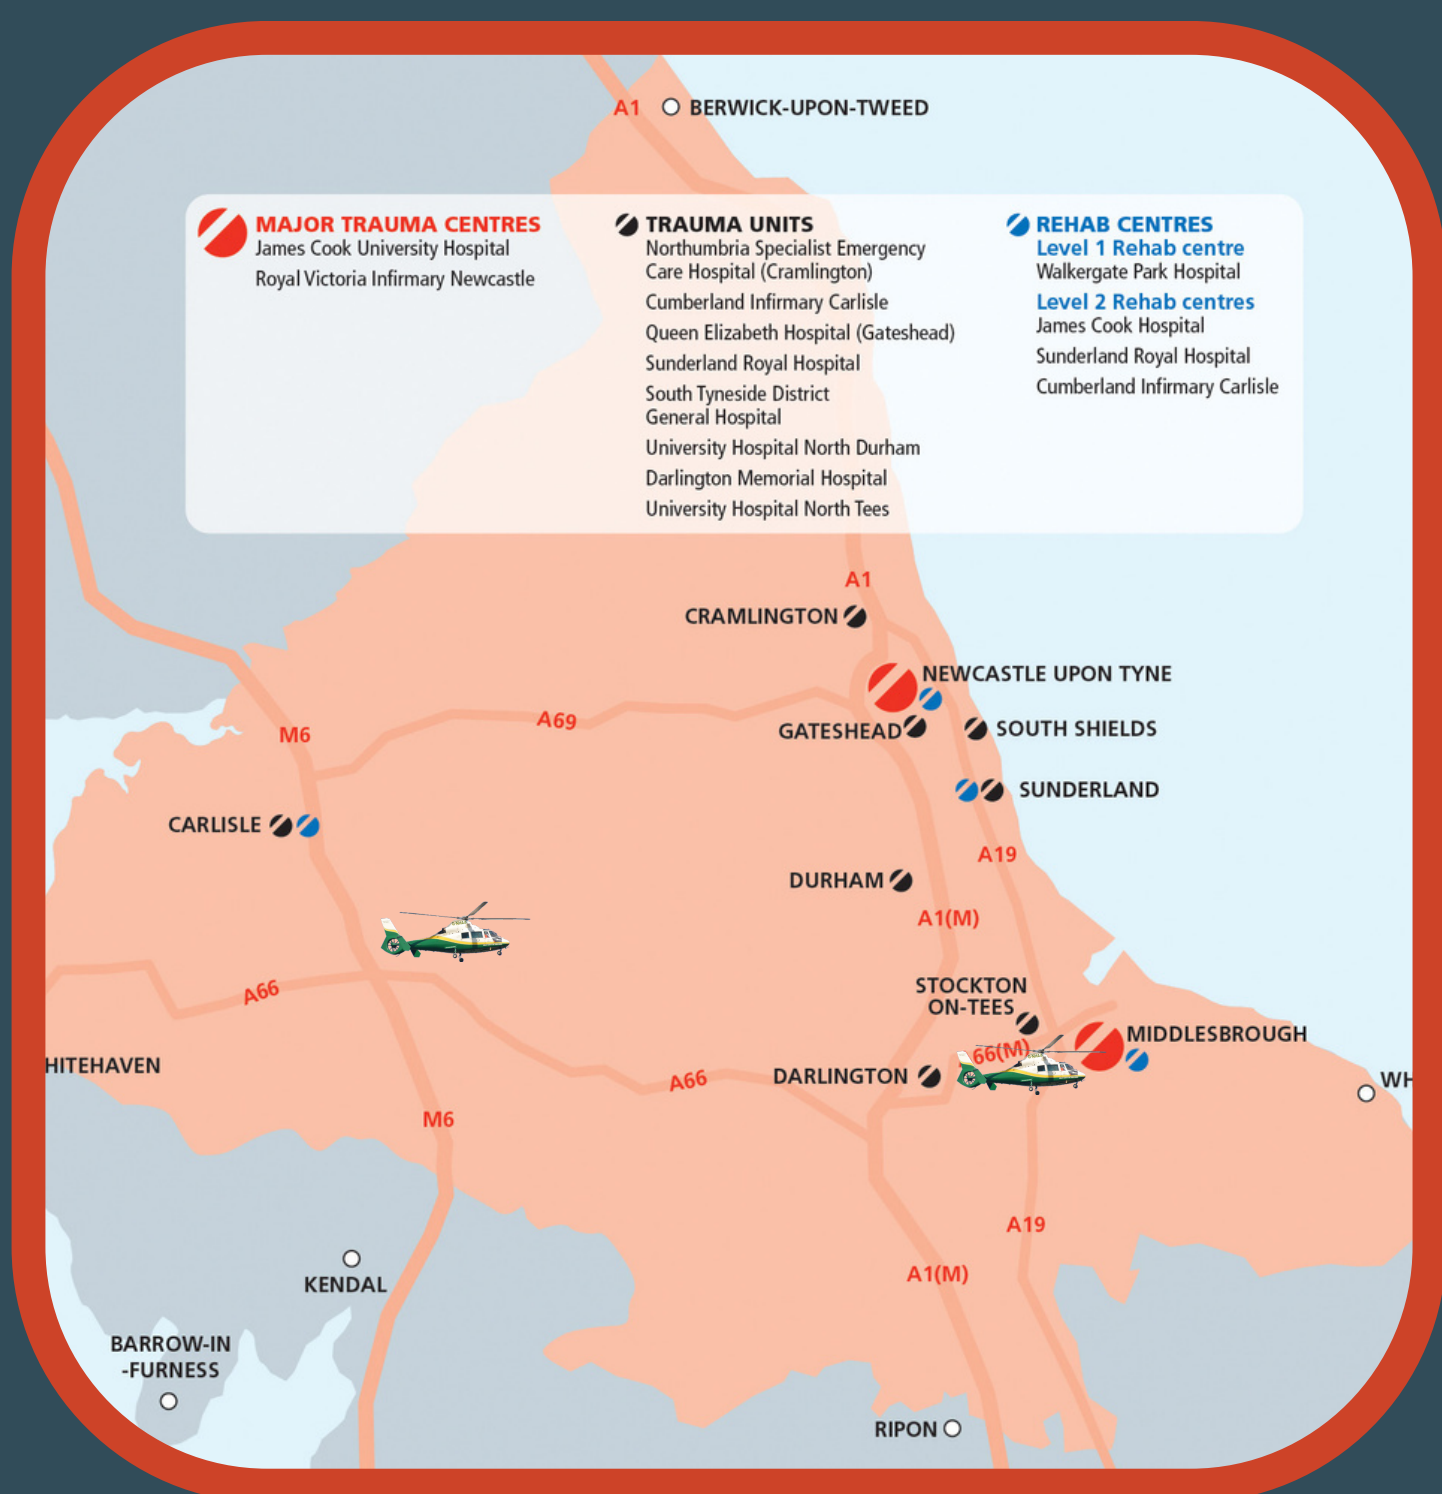 A1
BERWICK-UPON-TWEED
MAJOR TRAUMA CENTRES
James Cook University Hospital
Royal Victoria Infirmary Newcastle
TRAUMA UNITS
Northumbria Specialist Emergency
Care Hospital (Cramlington)
Cumberland Infirmary Carlisle
Queen Elizabeth Hospital (Gateshead)
Sunderland Royal Hospital
South Tyneside District
General Hospital
University Hospital North Durham
Darlington Memorial Hospital
University Hospital North Tees
REHAB CENTRES
Level 1 Rehab centre
Walkergate Park Hospital
Level 2 Rehab centres
James Cook Hospital
Sunderland Royal Hospital
Cumberland Infirmary Carlisle
A1
CRAMLINGTON
NEWCASTLE UPON TYNE
A69
M6
GATESHEAD
SOUTH SHIELDS
SUNDERLAND
CARLISLE
A19
DURHAM
A1(M)
A66
STOCKTON
ON-TEES
MIDDLESBROUGH
66(M)
HITEHAVEN
A66
DARLINGTON
WH
M6
A19
A1(M)
KENDAL
BARROW-IN
-FURNESS
RIPON